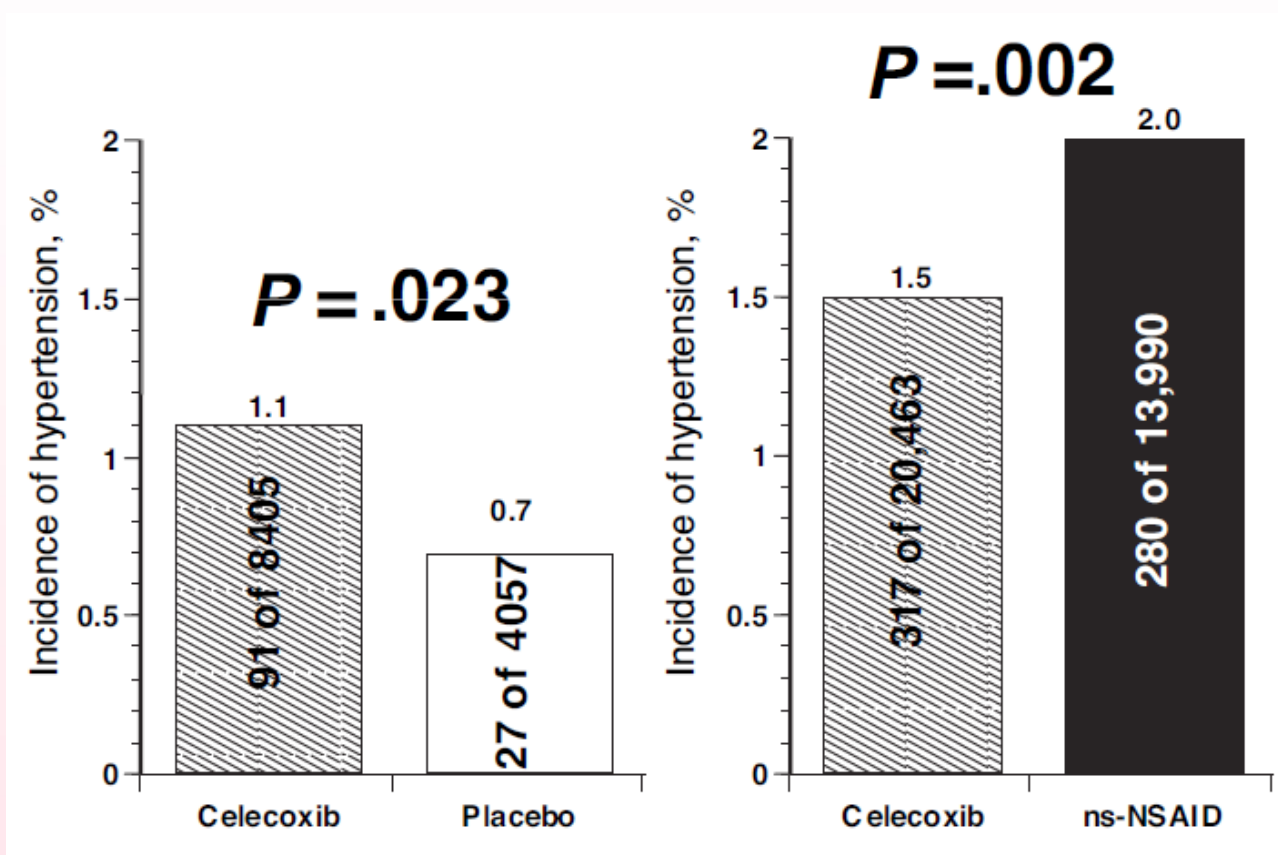 P = .023
Incidence of hypertension, %
2
1.5
1
0.5
0
1.1
91 of 8405
0.7
27 of 4057
Celecoxib
Placebo
P =.002
Incidence of hypertension, %
2
1.5
1
0.5
0
1.5
317 of 20,463
2.0
280 of 13,990
Celecoxib
ns-NSAID